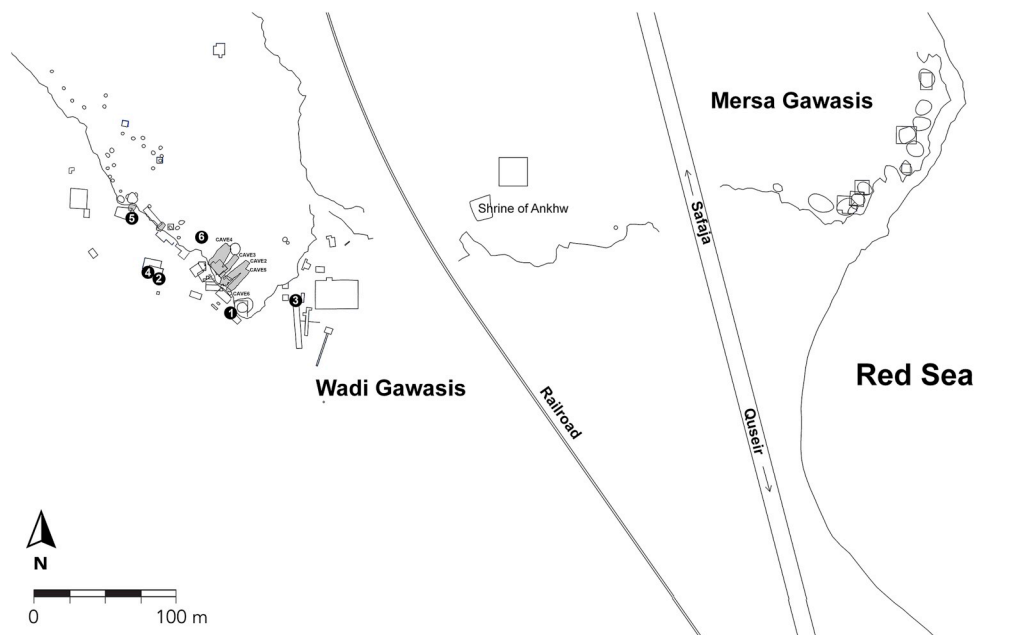 Mersa Gawasis
Shrine of Ankhw
Safaja
5
6
CAVE4
CAVE3
CAVE2
CAVE5
4
2
CAVE6
1
3
Wadi Gawasis
Railroad
Quseir
Red Sea
N
0 100 m